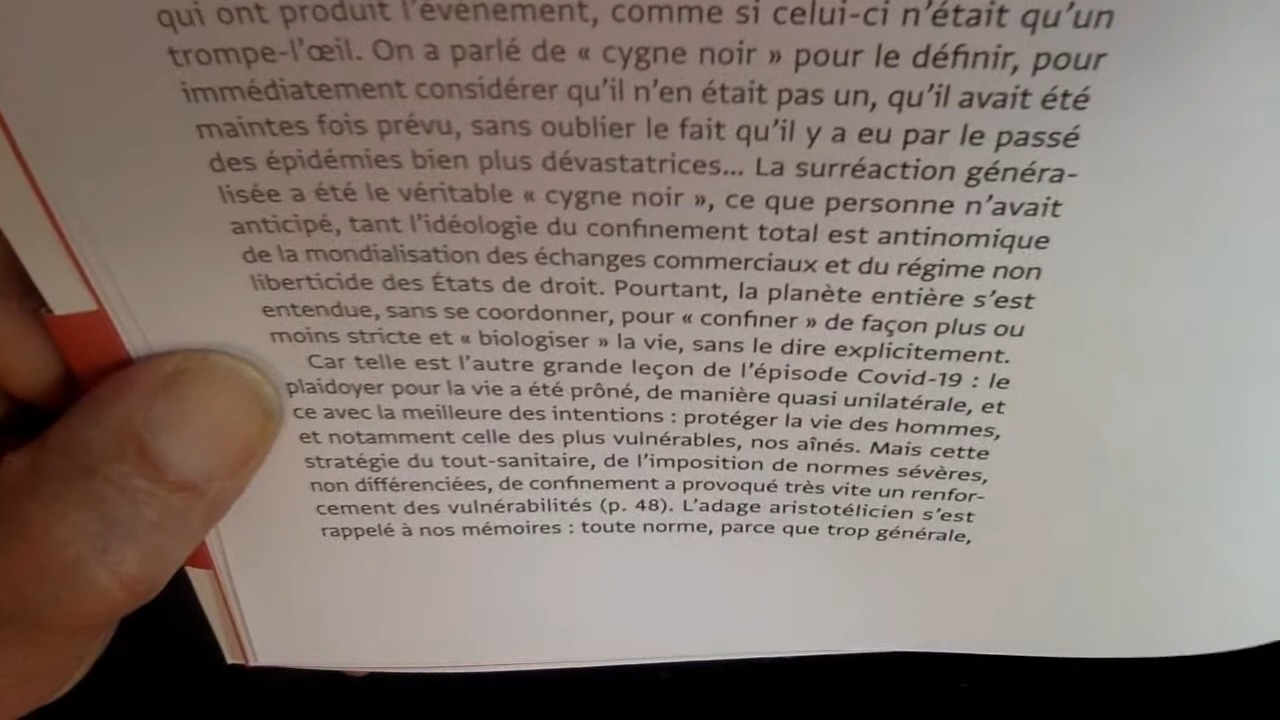 qui ont produit l'événement, comme si celui-ci n'était qu'un
trompe-l'œil. On a parlé de « cygne noir » pour le définir, pour
immédiatement considérer qu'il n'en était pas un, qu'il avait été
maintes fois prévu, sans oublier le fait qu'il y a eu par le passé
des épidémies bien plus dévastatrices... La surréaction généra-
lisée a été le véritable « cygne noir », ce que personne n'avait
anticipé, tant l'idéologie du confinement total est antinomique
de la mondialisation des échanges commerciaux et du régime non
liberticide des États de droit. Pourtant, la planète entière s'est
entendue, sans se coordonner, pour « confiner » de façon plus ou
moins stricte et « biologiser » la vie, sans le dire explicitement.
Car telle est l'autre grande leçon de l'épisode Covid-19 : le
plaidoyer pour la vie a été prôné, de manière quasi unilatérale, et
ce avec la meilleure des intentions : protéger la vie des hommes,
et notamment celle des plus vulnérables, nos aînés. Mais cette
stratégie du tout-sanitaire, de l'imposition de normes sévères,
non différenciées, de confinement a provoqué très vite un renfor-
cement des vulnérabilités (p. 48). L'adage aristotélicien s'est
rappelé à nos mémoires : toute norme, parce que trop générale,